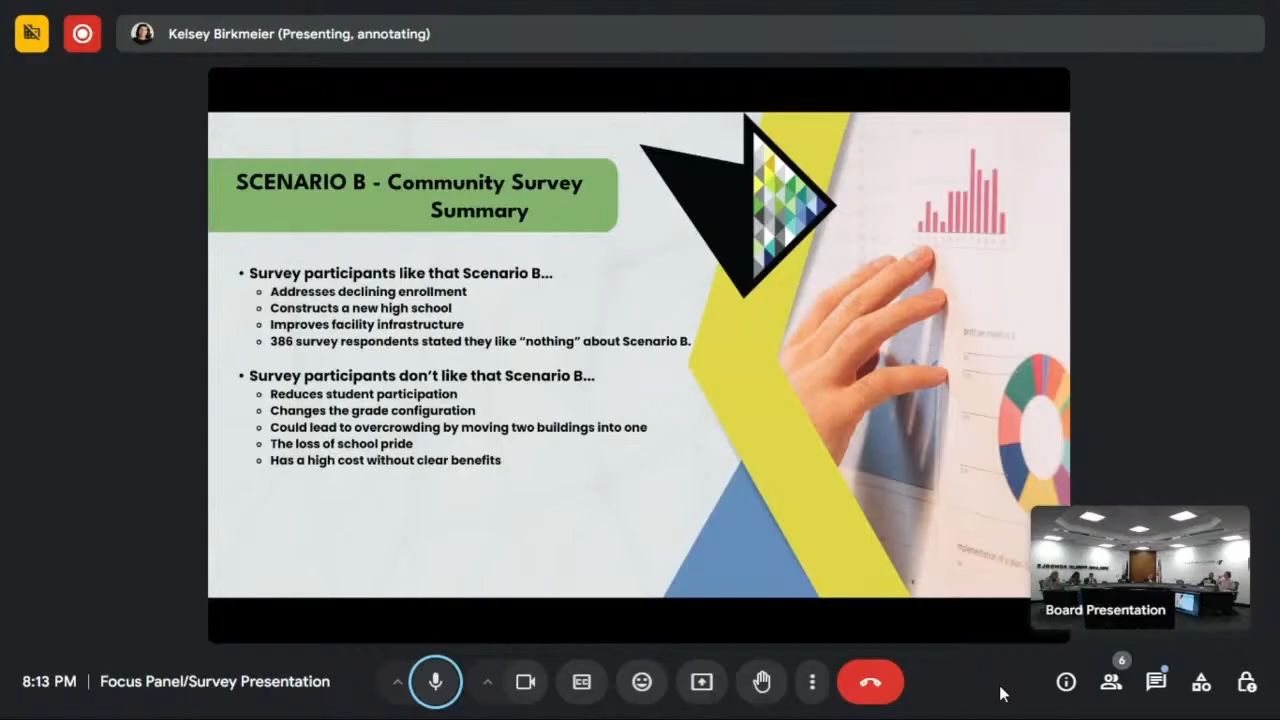 Kelsey Birkmeier (Presenting, annotating)
SCENARIO B - Community Survey
Summary
• Survey participants like that Scenario B...
Addresses declining enrollment
Constructs a new high school
Improves facility infrastructure
386 survey respondents stated they like “nothing” about Scenario B.
• Survey participants don’t like that Scenario B...
Reduces student participation
Changes the grade configuration
Could lead to overcrowding by moving two buildings into one
The loss of school pride
Has a high cost without clear benefits
Board Presentation
8:13 PM | Focus Panel/Survey Presentation
CC
6